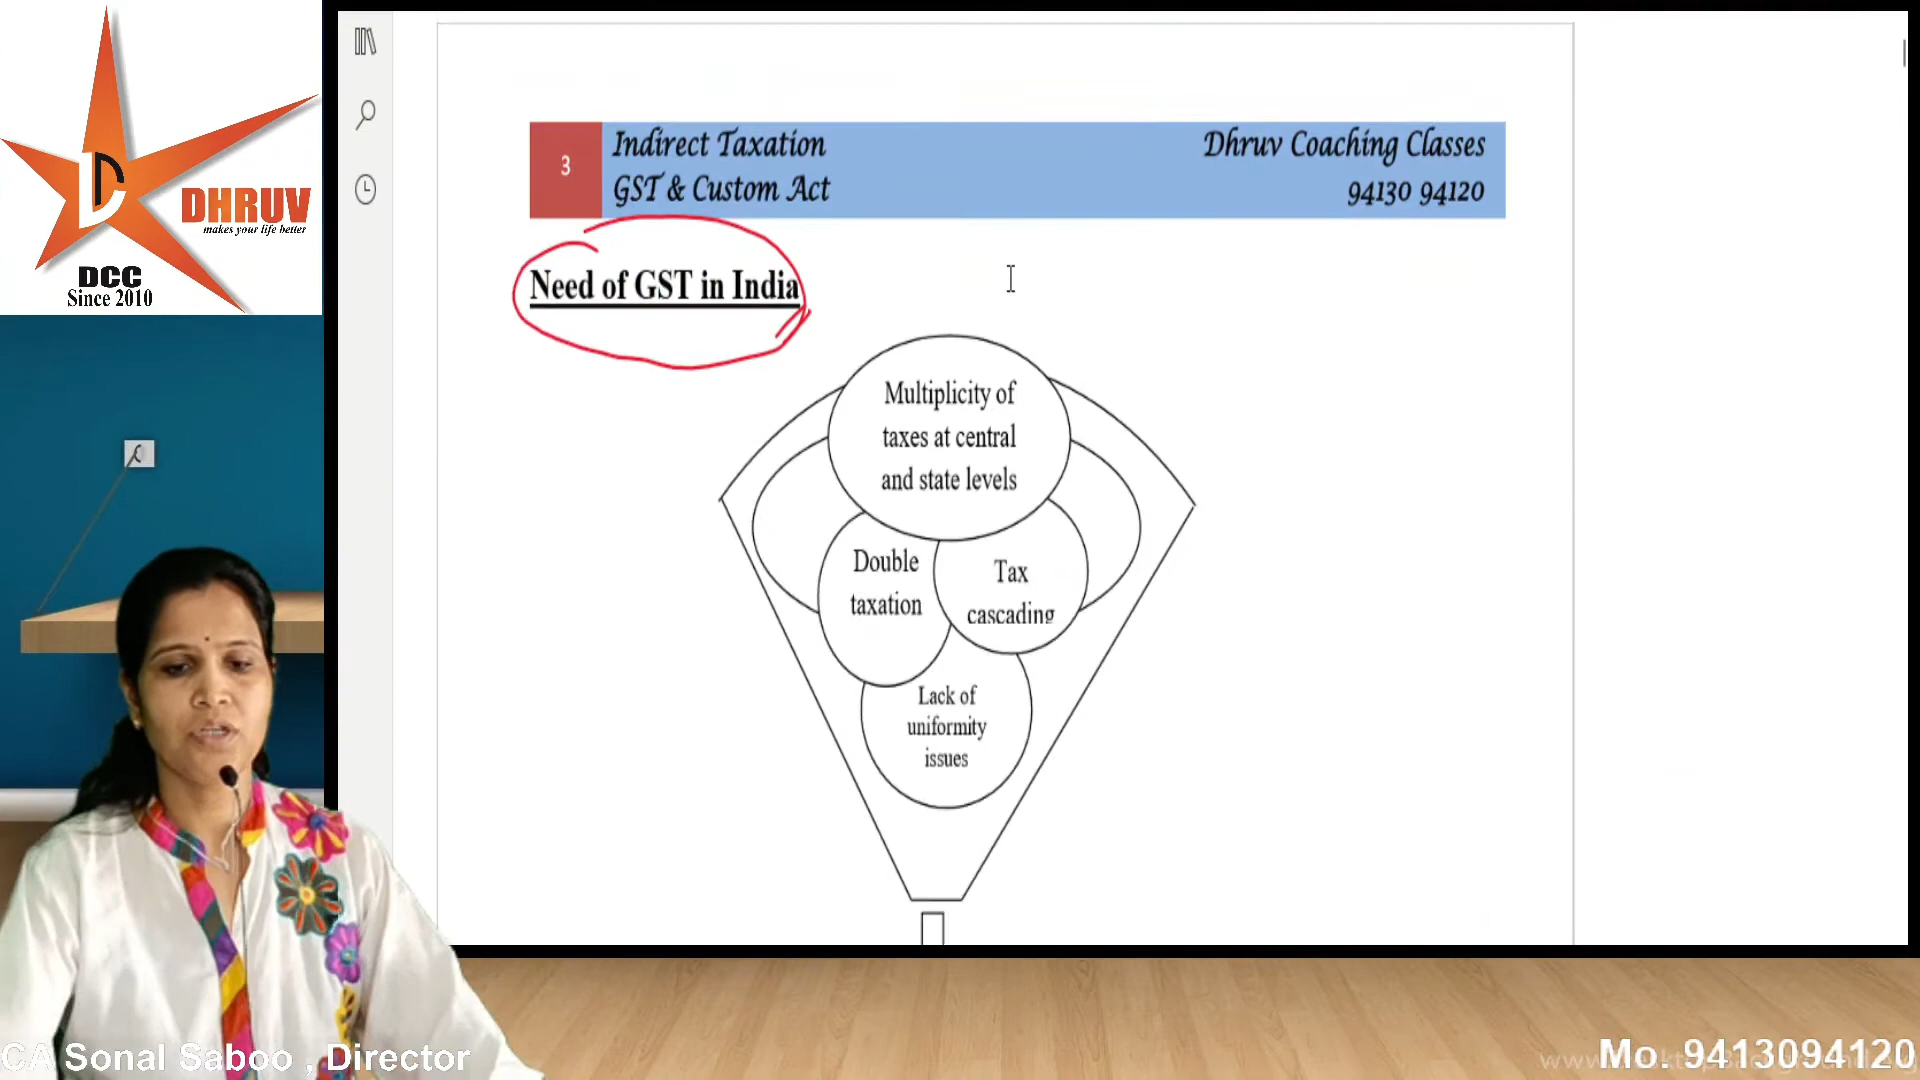 DHRUV
makes your life better
DCC
Since 2010
3
Indirect Taxation
GST & Custom Act
Dhruv Coaching Classes
94130 94120
Need of GST in India
Multiplicity of
taxes at central
and state levels
Double
taxation
Tax
cascading
Lack of
uniformity
issues
CA Sonal Saboo , Director
Mo. 9413094120